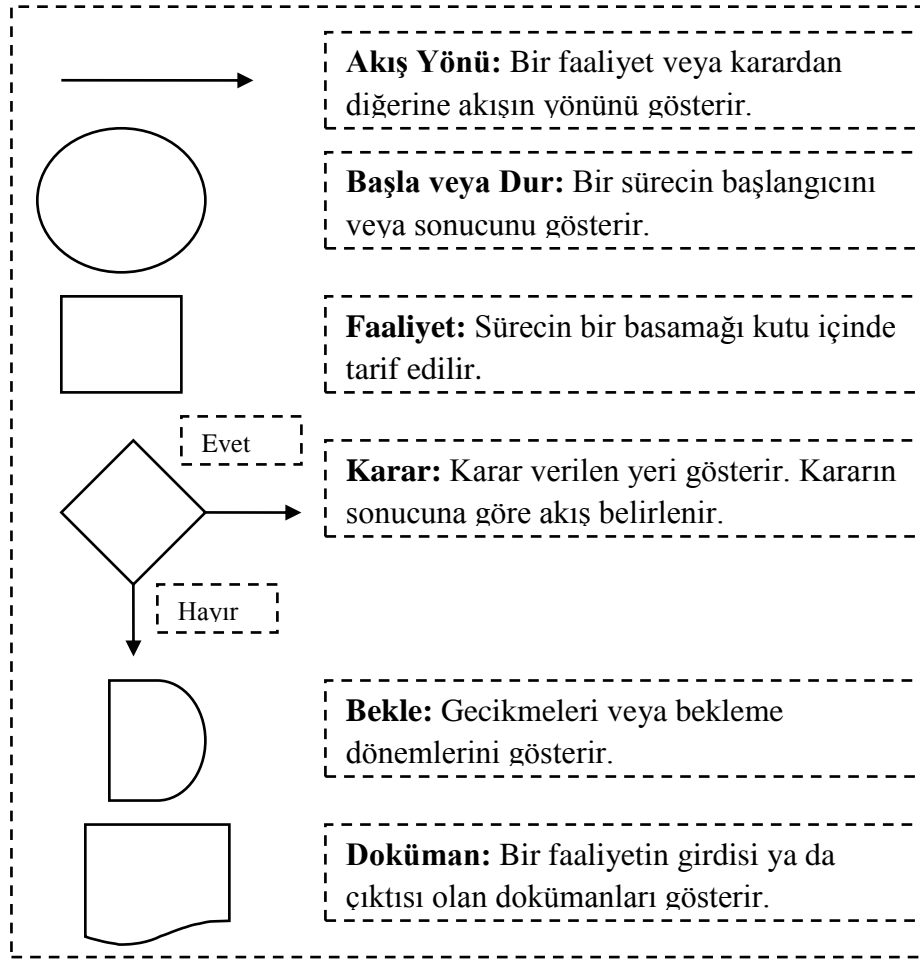 Akış Yönü: Bir faaliyet veya karardan
diğerine akışın yönünü gösterir.
Başla veya Dur: Bir sürecin başlangıcını
veya sonucunu gösterir.
Faaliyet: Sürecin bir basamağı kutu içinde
tarif edilir.
Evet
Karar: Karar verilen yeri gösterir. Kararın
sonucuna göre akış belirlenir.
Hayır
Bekle: Gecikmeleri veya bekleme
dönemlerini gösterir.
Doküman: Bir faaliyetin girdisi ya da
çıktısı olan dokümanları gösterir.